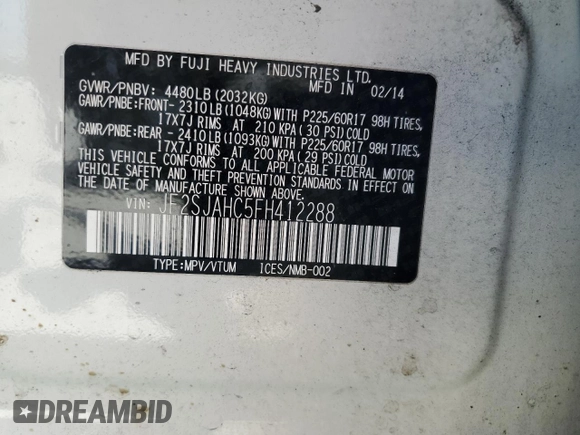 MFD BY FUJI HEAVY INDUSTRIES LTD.
GVWR/PNBV: 4480LB(2032KG) MFD IN 02/14
GAWR/PNBE:FRONT- 2310LB(1048KG)WITH P225/60R17 98H TIRES,
17X7J RIMS AT 210 KPA(30 PSI)COLD
GAWR/PNBE:REAR - 2410LB(1093KG)WITH P225/60R17 98H TIRES,
17X7J RIMS AT 200 KPA(29 PSI)COLD
THIS VEHICLE CONFORMS TO ALL APPLICABLE FEDERAL MOTOR
VEHICLE SAFETY AND THEFT PREVENTION STANDARDS IN
EFFECT ON THE DATE OF MANUFACTURE SHOWN ABOVE.
VIN: JF2SJAHC5FH412288
TYPE:MPV/VTUM ICES/NMB-002
DREAMBID